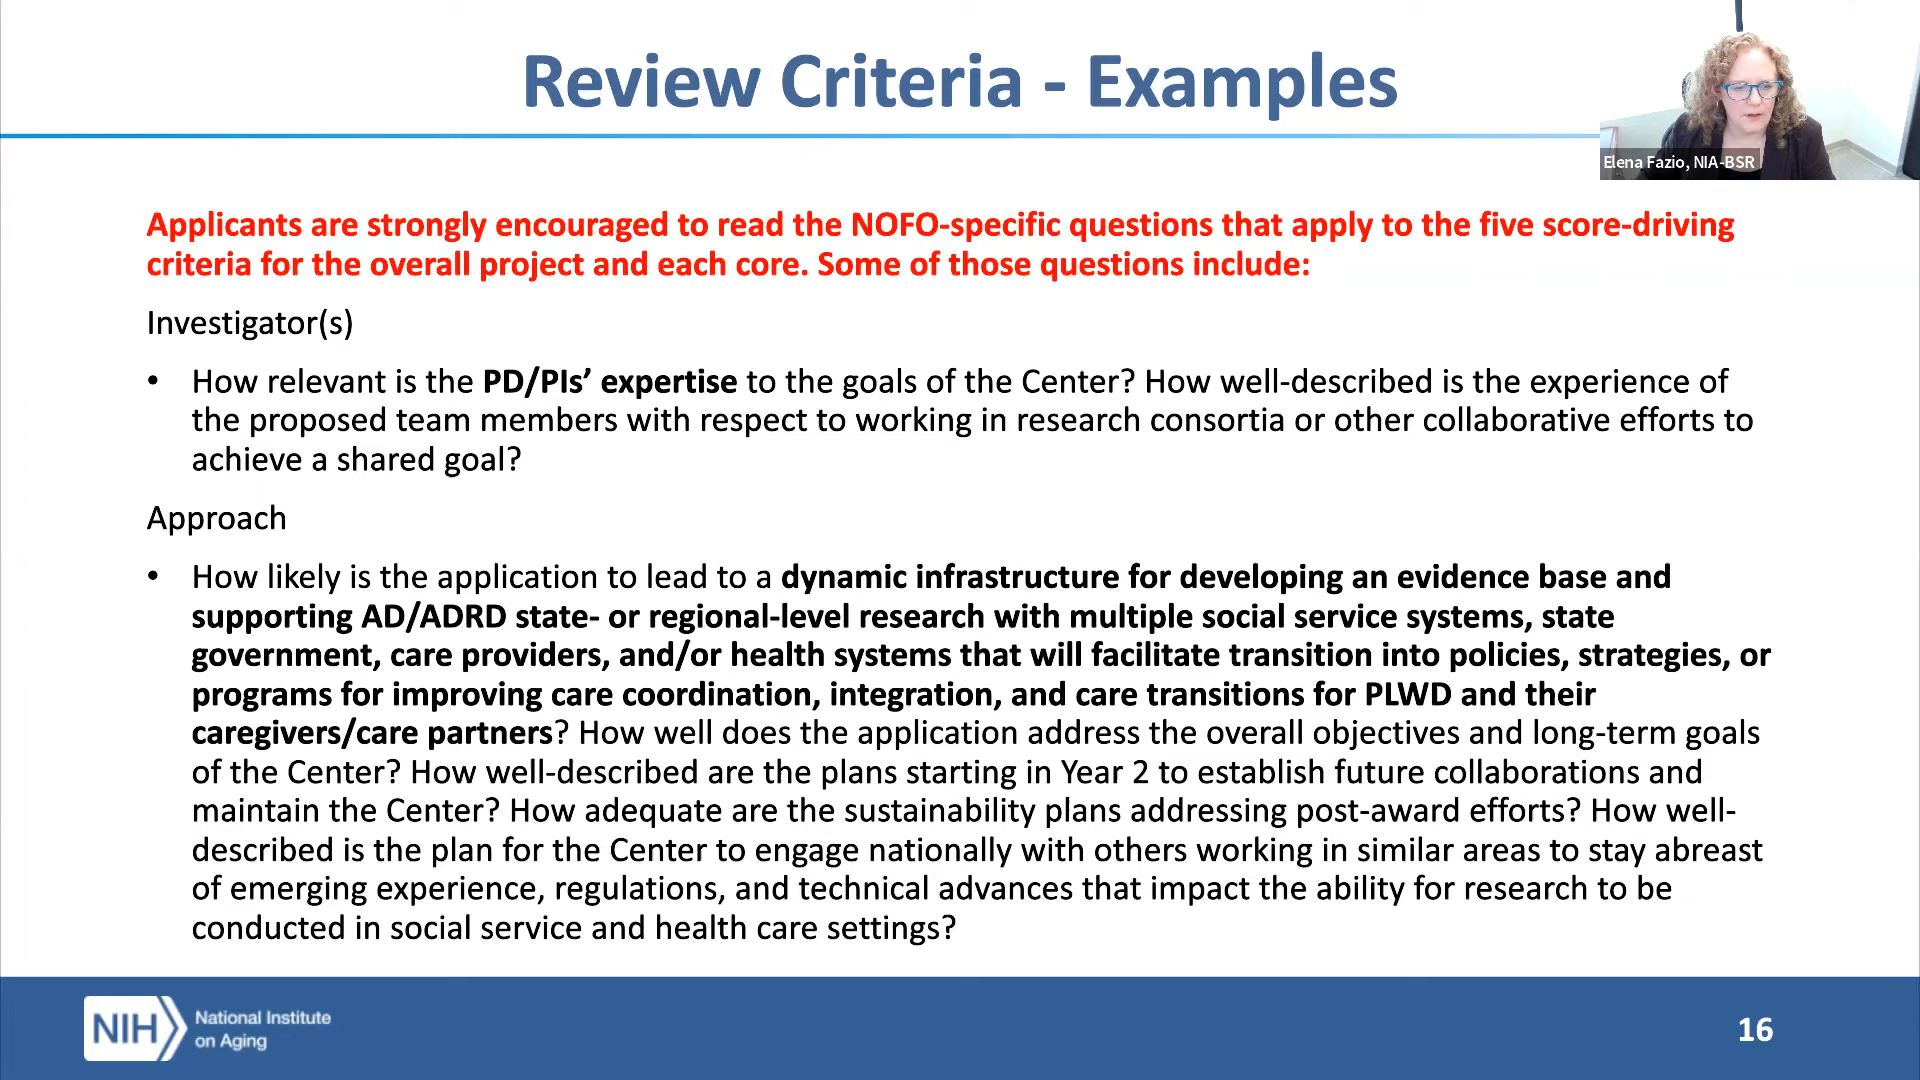 Review Criteria - Examples
Elena Fazio, NIA-BSR
Applicants are strongly encouraged to read the NOFO-specific questions that apply to the five score-driving
criteria for the overall project and each core. Some of those questions include:
Investigator(s)
• How relevant is the PD/PIs’ expertise to the goals of the Center? How well-described is the experience of
the proposed team members with respect to working in research consortia or other collaborative efforts to
achieve a shared goal?
Approach
• How likely is the application to lead to a dynamic infrastructure for developing an evidence base and
supporting AD/ADRD state- or regional-level research with multiple social service systems, state
government, care providers, and/or health systems that will facilitate transition into policies, strategies, or
programs for improving care coordination, integration, and care transitions for PLWD and their
caregivers/care partners? How well does the application address the overall objectives and long-term goals
of the Center? How well-described are the plans starting in Year 2 to establish future collaborations and
maintain the Center? How adequate are the sustainability plans addressing post-award efforts? How well-
described is the plan for the Center to engage nationally with others working in similar areas to stay abreast
of emerging experience, regulations, and technical advances that impact the ability for research to be
conducted in social service and health care settings?
NIH National Institute
on Aging
16